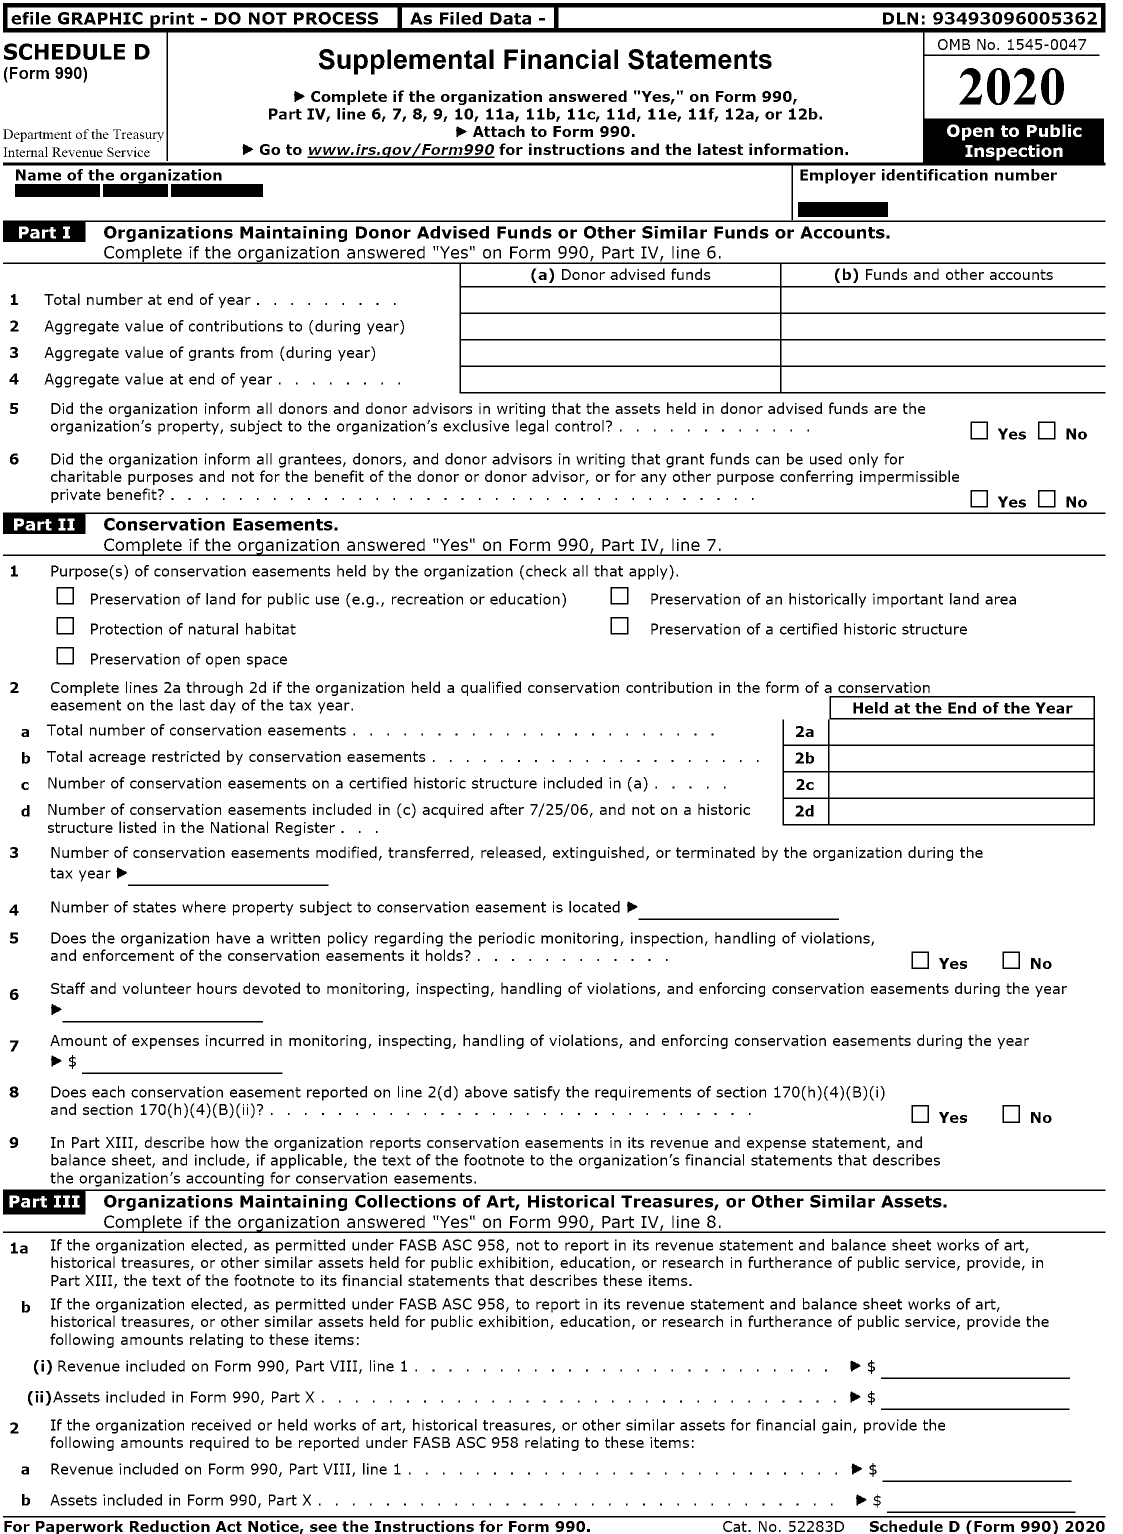 efile GRAPHIC print - DO NOT PROCESS As Filed Data - DLN: 93493096005362
SCHEDULE D
(Form 990)
Department of the Treasury
Internal Revenue Service
Supplemental Financial Statements
▶ Complete if the organization answered "Yes," on Form 990,
Part IV, line 6, 7, 8, 9, 10, 11a, 11b, 11c, 11d, 11e, 11f, 12a, or 12b.
▶ Attach to Form 990.
▶ Go to www.irs.gov/Form990 for instructions and the latest information.
OMB No. 1545-0047
2020
Open to Public
Inspection
Name of the organization
Employer identification number
Part I Organizations Maintaining Donor Advised Funds or Other Similar Funds or Accounts.
Complete if the organization answered "Yes" on Form 990, Part IV, line 6.
(a) Donor advised funds (b) Funds and other accounts
1 Total number at end of year . . . . . . . . .
2 Aggregate value of contributions to (during year)
3 Aggregate value of grants from (during year)
4 Aggregate value at end of year . . . . . . . .
5 Did the organization inform all donors and donor advisors in writing that the assets held in donor advised funds are the
organization's property, subject to the organization's exclusive legal control? . . . . . . . . . . . . ☐ Yes ☐ No
6 Did the organization inform all grantees, donors, and donor advisors in writing that grant funds can be used only for
charitable purposes and not for the benefit of the donor or donor advisor, or for any other purpose conferring impermissible
private benefit? . . . . . . . . . . . . . . . . . . . . . . . . . . . . . . . . . . . ☐ Yes ☐ No
Part II Conservation Easements.
Complete if the organization answered "Yes" on Form 990, Part IV, line 7.
1 Purpose(s) of conservation easements held by the organization (check all that apply).
☐ Preservation of land for public use (e.g., recreation or education) ☐ Preservation of an historically important land area
☐ Protection of natural habitat ☐ Preservation of a certified historic structure
☐ Preservation of open space
2 Complete lines 2a through 2d if the organization held a qualified conservation contribution in the form of a conservation
easement on the last day of the tax year.
Held at the End of the Year
a Total number of conservation easements . . . . . . . . . . . . . . . . . . . . . . 2a
b Total acreage restricted by conservation easements . . . . . . . . . . . . . . . . . . . . 2b
c Number of conservation easements on a certified historic structure included in (a) . . . . . 2c
d Number of conservation easements included in (c) acquired after 7/25/06, and not on a historic 2d
structure listed in the National Register . . .
3 Number of conservation easements modified, transferred, released, extinguished, or terminated by the organization during the
tax year ▶
4 Number of states where property subject to conservation easement is located ▶
5 Does the organization have a written policy regarding the periodic monitoring, inspection, handling of violations,
and enforcement of the conservation easements it holds? . . . . . . . . . . . . ☐ Yes ☐ No
6 Staff and volunteer hours devoted to monitoring, inspecting, handling of violations, and enforcing conservation easements during the year
▶
7 Amount of expenses incurred in monitoring, inspecting, handling of violations, and enforcing conservation easements during the year
▶ $
8 Does each conservation easement reported on line 2(d) above satisfy the requirements of section 170(h)(4)(B)(i)
and section 170(h)(4)(B)(ii)? . . . . . . . . . . . . . . . . . . . . . . . . . . . . . ☐ Yes ☐ No
9 In Part XIII, describe how the organization reports conservation easements in its revenue and expense statement, and
balance sheet, and include, if applicable, the text of the footnote to the organization's financial statements that describes
the organization's accounting for conservation easements.
Part III Organizations Maintaining Collections of Art, Historical Treasures, or Other Similar Assets.
Complete if the organization answered "Yes" on Form 990, Part IV, line 8.
1a If the organization elected, as permitted under FASB ASC 958, not to report in its revenue statement and balance sheet works of art,
historical treasures, or other similar assets held for public exhibition, education, or research in furtherance of public service, provide, in
Part XIII, the text of the footnote to its financial statements that describes these items.
b If the organization elected, as permitted under FASB ASC 958, to report in its revenue statement and balance sheet works of art,
historical treasures, or other similar assets held for public exhibition, education, or research in furtherance of public service, provide the
following amounts relating to these items:
(i) Revenue included on Form 990, Part VIII, line 1 . . . . . . . . . . . . . . . . . . . . . . . . . ▶ $
(ii)Assets included in Form 990, Part X . . . . . . . . . . . . . . . . . . . . . . . . . . . . . . . ▶ $
2 If the organization received or held works of art, historical treasures, or other similar assets for financial gain, provide the
following amounts required to be reported under FASB ASC 958 relating to these items:
a Revenue included on Form 990, Part VIII, line 1 . . . . . . . . . . . . . . . . . . . . . . . . . . ▶ $
b Assets included in Form 990, Part X . . . . . . . . . . . . . . . . . . . . . . . . . . . . . . . ▶ $
For Paperwork Reduction Act Notice, see the Instructions for Form 990. Cat. No. 52283D Schedule D (Form 990) 2020